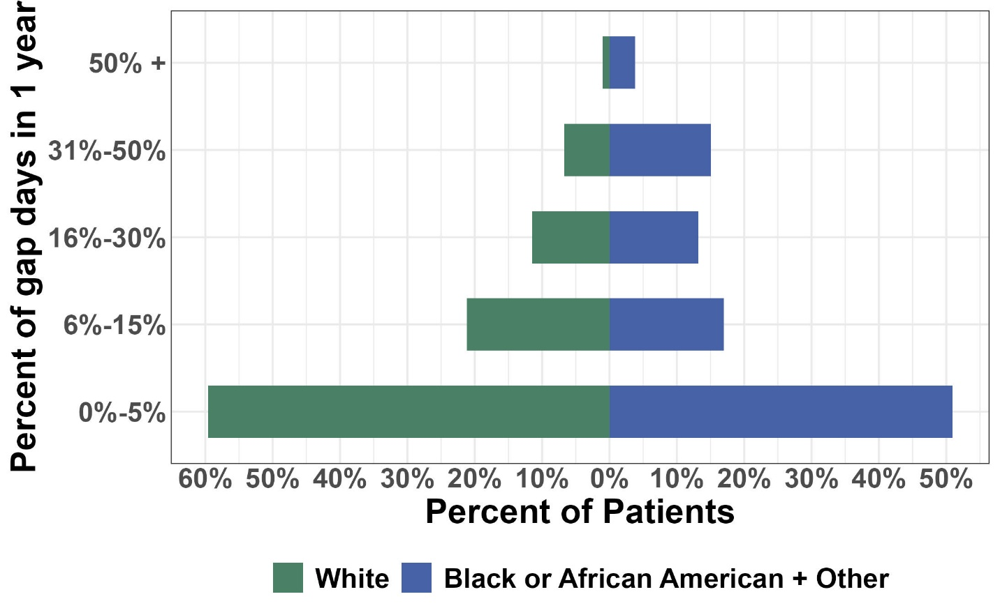 Percent of gap days in 1 year
50% +
31%-50%
16%-30%
6%-15%
0%-5%
60% 50% 40% 30% 20% 10% 0% 10% 20% 30% 40% 50%
Percent of Patients
White Black or African American + Other